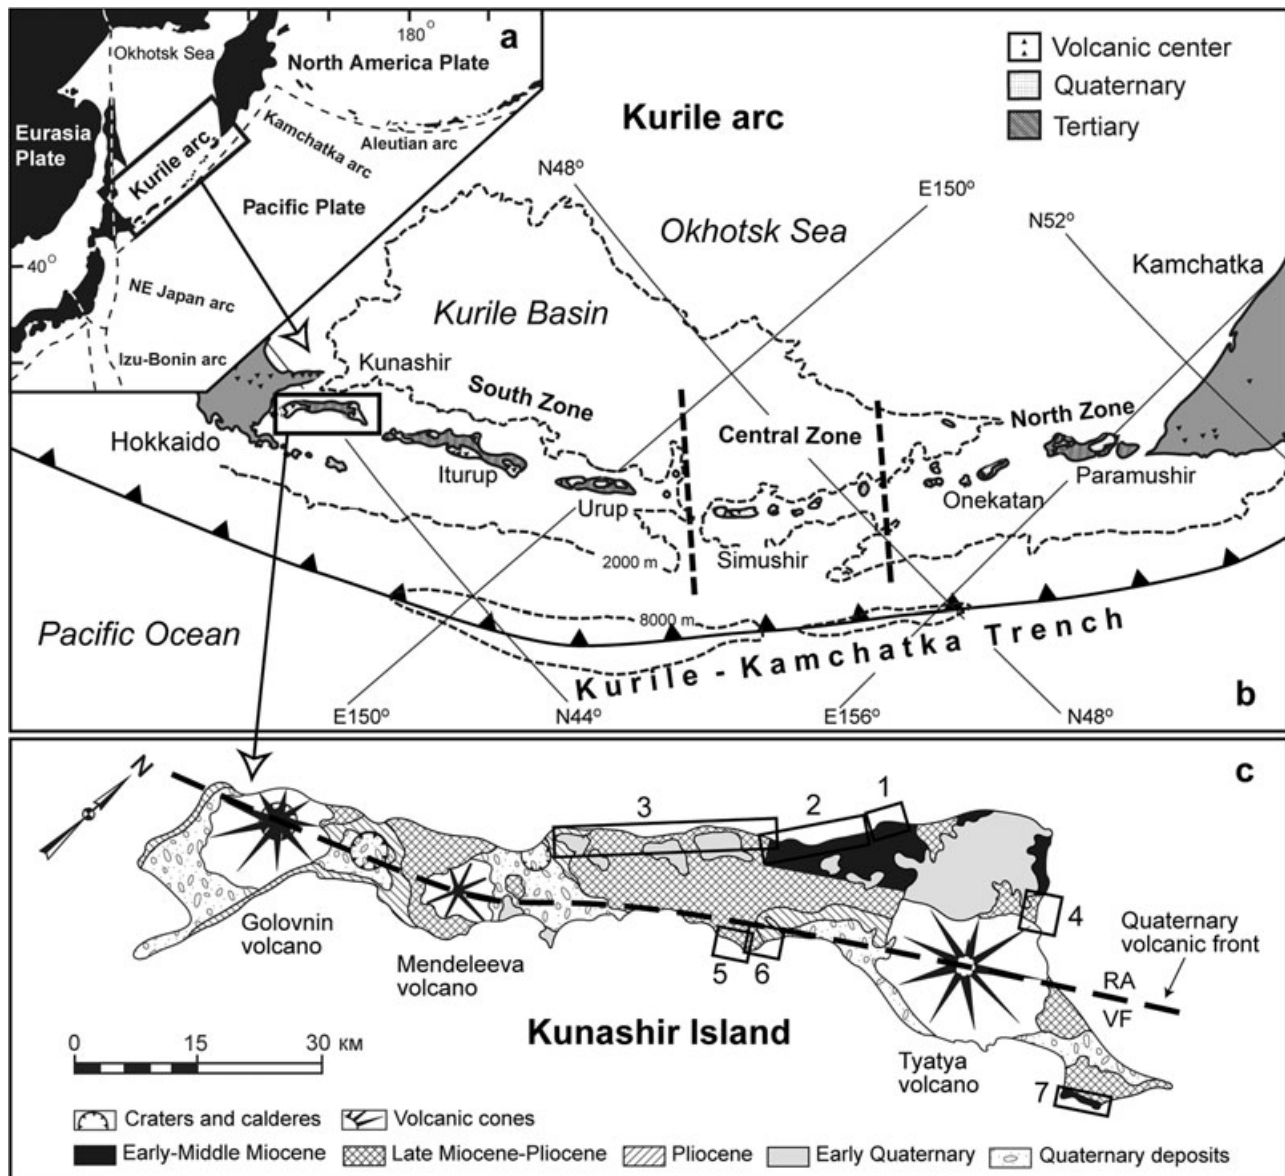 180°
a
Okhotsk Sea
North America Plate
Eurasia
Plate
Kurile arc
Kamchatka arc
Aleutian arc
Pacific Plate
40°
NE Japan arc
Izu-Bonin arc
Volcanic center
Quaternary
Tertiary
Kurile arc
N48°
E150°
N52°
Okhotsk Sea
Kamchatka
Kurile Basin
Kunashir
South Zone
Central Zone
North Zone
Hokkaido
Iturup
Urup
Simushir
Onekatan
Paramushir
2000 m
8000 m
Pacific Ocean
Kurile - Kamchatka Trench
E150°
N44°
E156°
N48°
b
c
N
3
2
1
4
5
6
7
Golovnin
volcano
Mendeleeva
volcano
Quaternary
volcanic front
RA
VF
Kunashir Island
Tyatya
volcano
0 15 30 км
Craters and calderes
Volcanic cones
Early-Middle Miocene
Late Miocene-Pliocene
Pliocene
Early Quaternary
Quaternary deposits